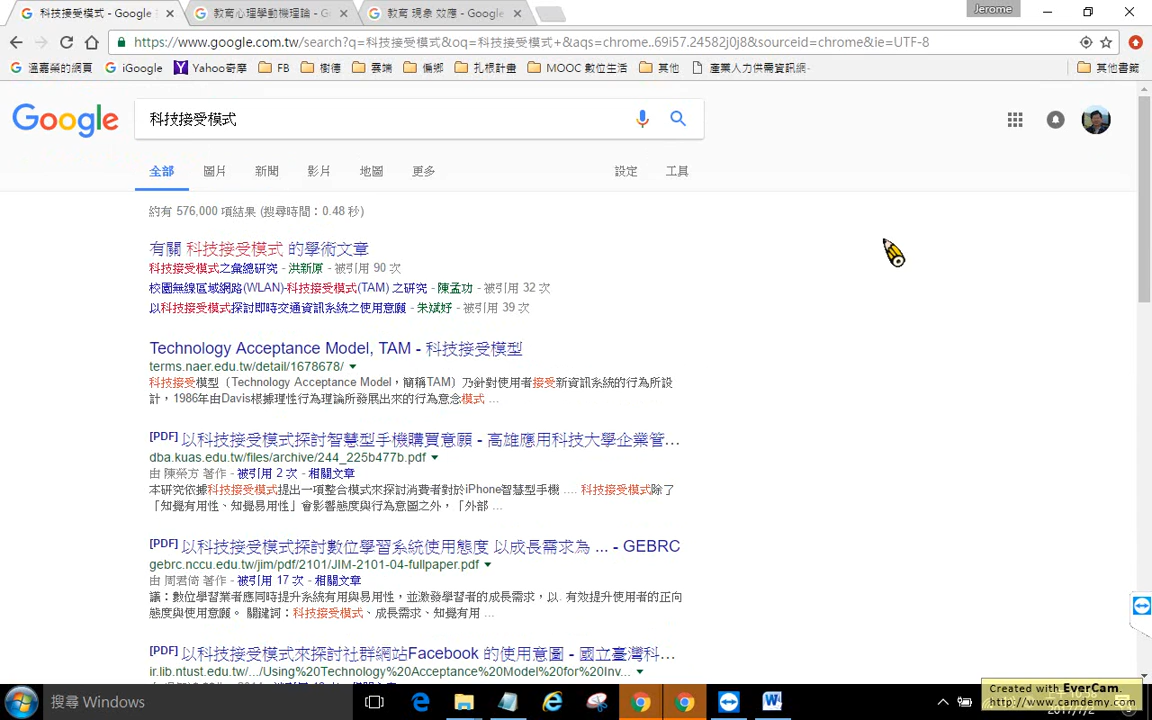 科技接受模式 - Google
教育心理學動機理論 - G
教育 現象 效應 - Google
Jerome
https://www.google.com.tw/search?q=科技接受模式&oq=科技接受模式+&aqs=chrome..69i57.24582j0j8&sourceid=chrome&ie=UTF-8
溫嘉榮的網頁 iGoogle Yahoo奇摩 FB 樹德 雲端 偏鄉 扎根計畫 MOOC 數位生活 其他 產業人力供需資訊網- 其他書籤
Google
科技接受模式
全部 圖片 新聞 影片 地圖 更多 設定 工具
約有 576,000 項結果 (搜尋時間：0.48 秒)
有關 科技接受模式 的學術文章
科技接受模式之彙總研究 - 洪新原 - 被引用 90 次
校園無線區域網路(WLAN)-科技接受模式(TAM) 之研究 - 陳孟功 - 被引用 32 次
以科技接受模式探討即時交通資訊系統之使用意願 - 朱斌妤 - 被引用 39 次
Technology Acceptance Model, TAM - 科技接受模型
terms.naer.edu.tw/detail/1678678/
科技接受模型〔Technology Acceptance Model，簡稱TAM〕乃針對使用者接受新資訊系統的行為所設
計，1986年由Davis根據理性行為理論所發展出來的行為意念模式 ...
[PDF] 以科技接受模式探討智慧型手機購買意願 - 高雄應用科技大學企業管...
dba.kuas.edu.tw/files/archive/244_225b477b.pdf
由 陳榮方 著作 - 被引用 2 次 - 相關文章
本研究依據科技接受模式提出一項整合模式來探討消費者對於iPhone智慧型手機 .... 科技接受模式除了
「知覺有用性、知覺易用性」會影響態度與行為意圖之外，「外部 ...
[PDF] 以科技接受模式探討數位學習系統使用態度 以成長需求為 ... - GEBRC
gebrc.nccu.edu.tw/jim/pdf/2101/JIM-2101-04-fullpaper.pdf
由 周君倚 著作 - 被引用 17 次 - 相關文章
議：數位學習業者應同時提升系統有用與易用性，並激發學習者的成長需求，以. 有效提升使用者的正向
態度與使用意願。 關鍵詞：科技接受模式、成長需求、知覺有用 ...
[PDF] 以科技接受模式來探討社群網站Facebook 的使用意圖 - 國立臺灣科...
ir.lib.ntust.edu.tw/.../Using%20Technology%20Acceptance%20Model%20for%20Inv...
搜尋 Windows
Created with EverCam.
http://www.camdemy.com